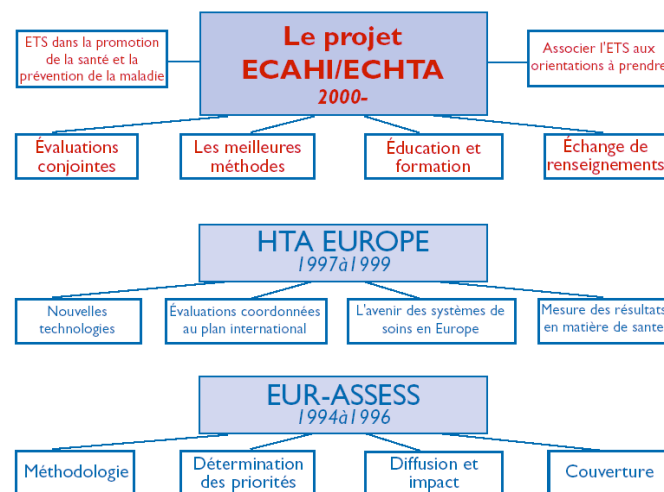 ETS dans la promotion
de la santé et la
prévention de la maladie
Le projet
ECAHI/ECHTA
2000-
Associer l'ETS aux
orientations à prendre
Évaluations
conjointes
Les meilleures
méthodes
Éducation et
formation
Échange de
renseignements
HTA EUROPE
1997à1999
Nouvelles
technologies
Évaluations coordonnées
au plan international
L'avenir des systèmes de
soins en Europe
Mesure des résultats
en matière de sante
EUR-ASSESS
1994à1996
Méthodologie
Détermination
des priorités
Diffusion et
impact
Couverture